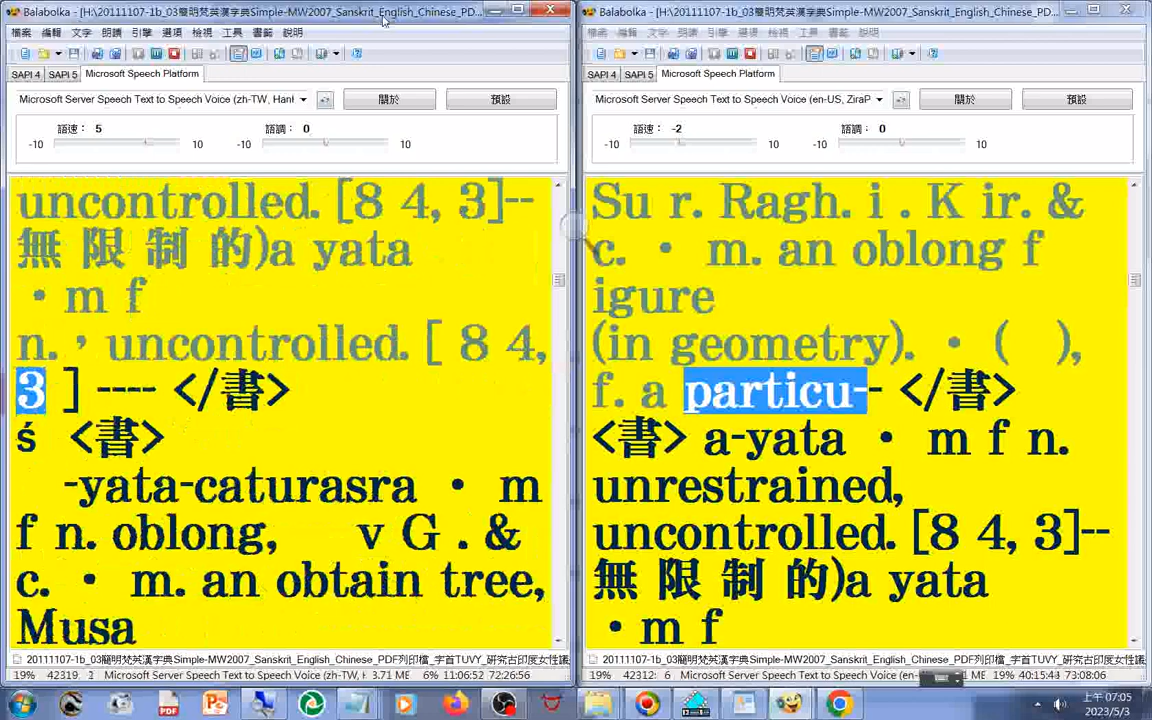 Balabolka - [H:\20111107-1b_03簡明梵英漢字典Simple-MW2007_Sanskrit_English_Chinese_PD...
檔案 編輯 文字 朗讀 引擎 選項 檢視 工具 書籤 說明
SAPI 4 SAPI 5 Microsoft Speech Platform
Microsoft Server Speech Text to Speech Voice (zh-TW, Hanl
關於
預設
語速： 5
語調： 0
-10 10 -10 10
uncontrolled. [8 4, 3]--
無 限 制 的)a yata
・m f
n.，uncontrolled. [ 8 4,
3 ] ---- </書>
ś <書>
-yata-caturasra ・ m
f n. oblong, v G . &
c. ・ m. an obtain tree,
Musa
20111107-1b_03簡明梵英漢字典Simple-MW2007_Sanskrit_English_Chinese_PDF列印檔_字首TUVY_研究古印度女性議
19% 42319: 1 Microsoft Server Speech Text to Speech Voice (zh-TW, 3.71 ME 6% 11:06:52 72:26:56
Balabolka - [H:\20111107-1b_03簡明梵英漢字典Simple-MW2007_Sanskrit_English_Chinese_PD...
檔案 編輯 文字 朗讀 引擎 選項 檢視 工具 書籤 說明
SAPI 4 SAPI 5 Microsoft Speech Platform
Microsoft Server Speech Text to Speech Voice (en-US, ZiraP
關於
預設
語速： -2
語調： 0
-10 10 -10 10
Su r. Ragh. i . K ir. &
c. ・ m. an oblong f
igure
(in geometry). ・ ( ),
f. a particu-- </書>
<書> a-yata ・ m f n.
unrestrained,
uncontrolled. [8 4, 3]--
無 限 制 的)a yata
・m f
20111107-1b_03簡明梵英漢字典Simple-MW2007_Sanskrit_English_Chinese_PDF列印檔_字首TUVY_研究古印度女性議
19% 42312: 6 Microsoft Server Speech Text to Speech Voice (en-U 19% 40:15:44 73:08:06
上午 07:05
2023/5/3